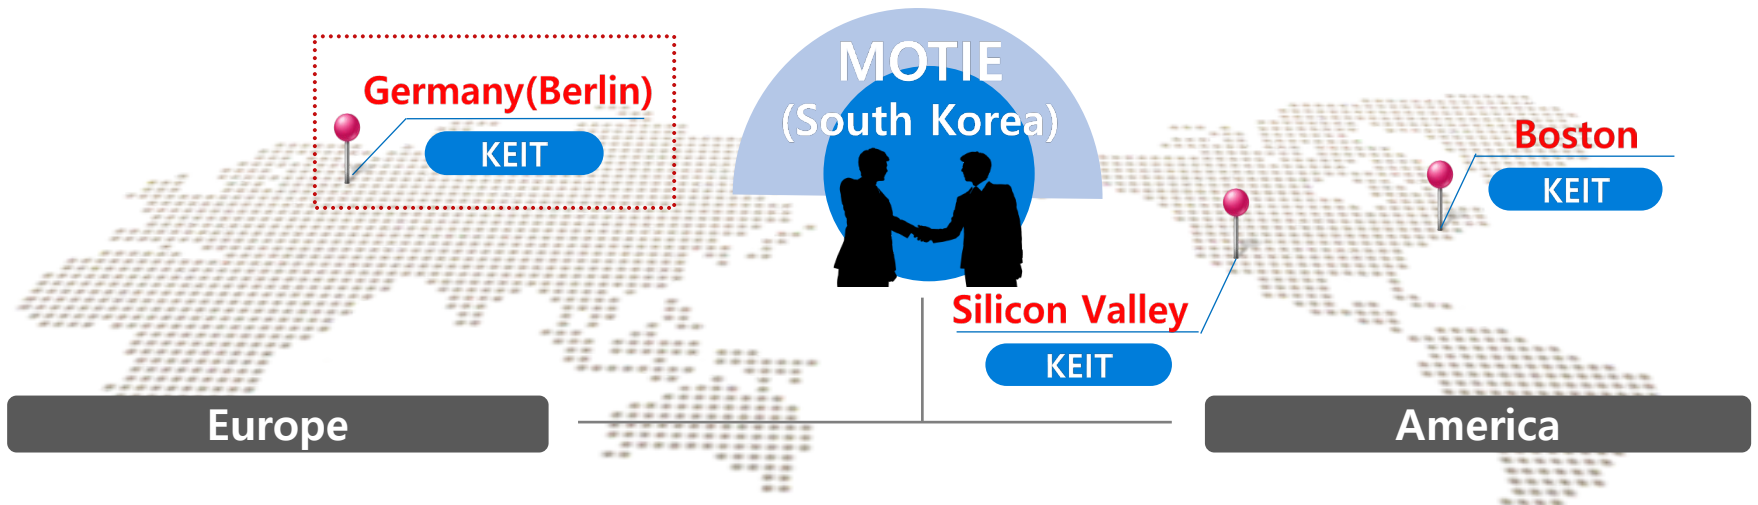 MOTIE
(South Korea)
Germany(Berlin)
KEIT
Boston
KEIT
Silicon Valley
KEIT
Europe
America